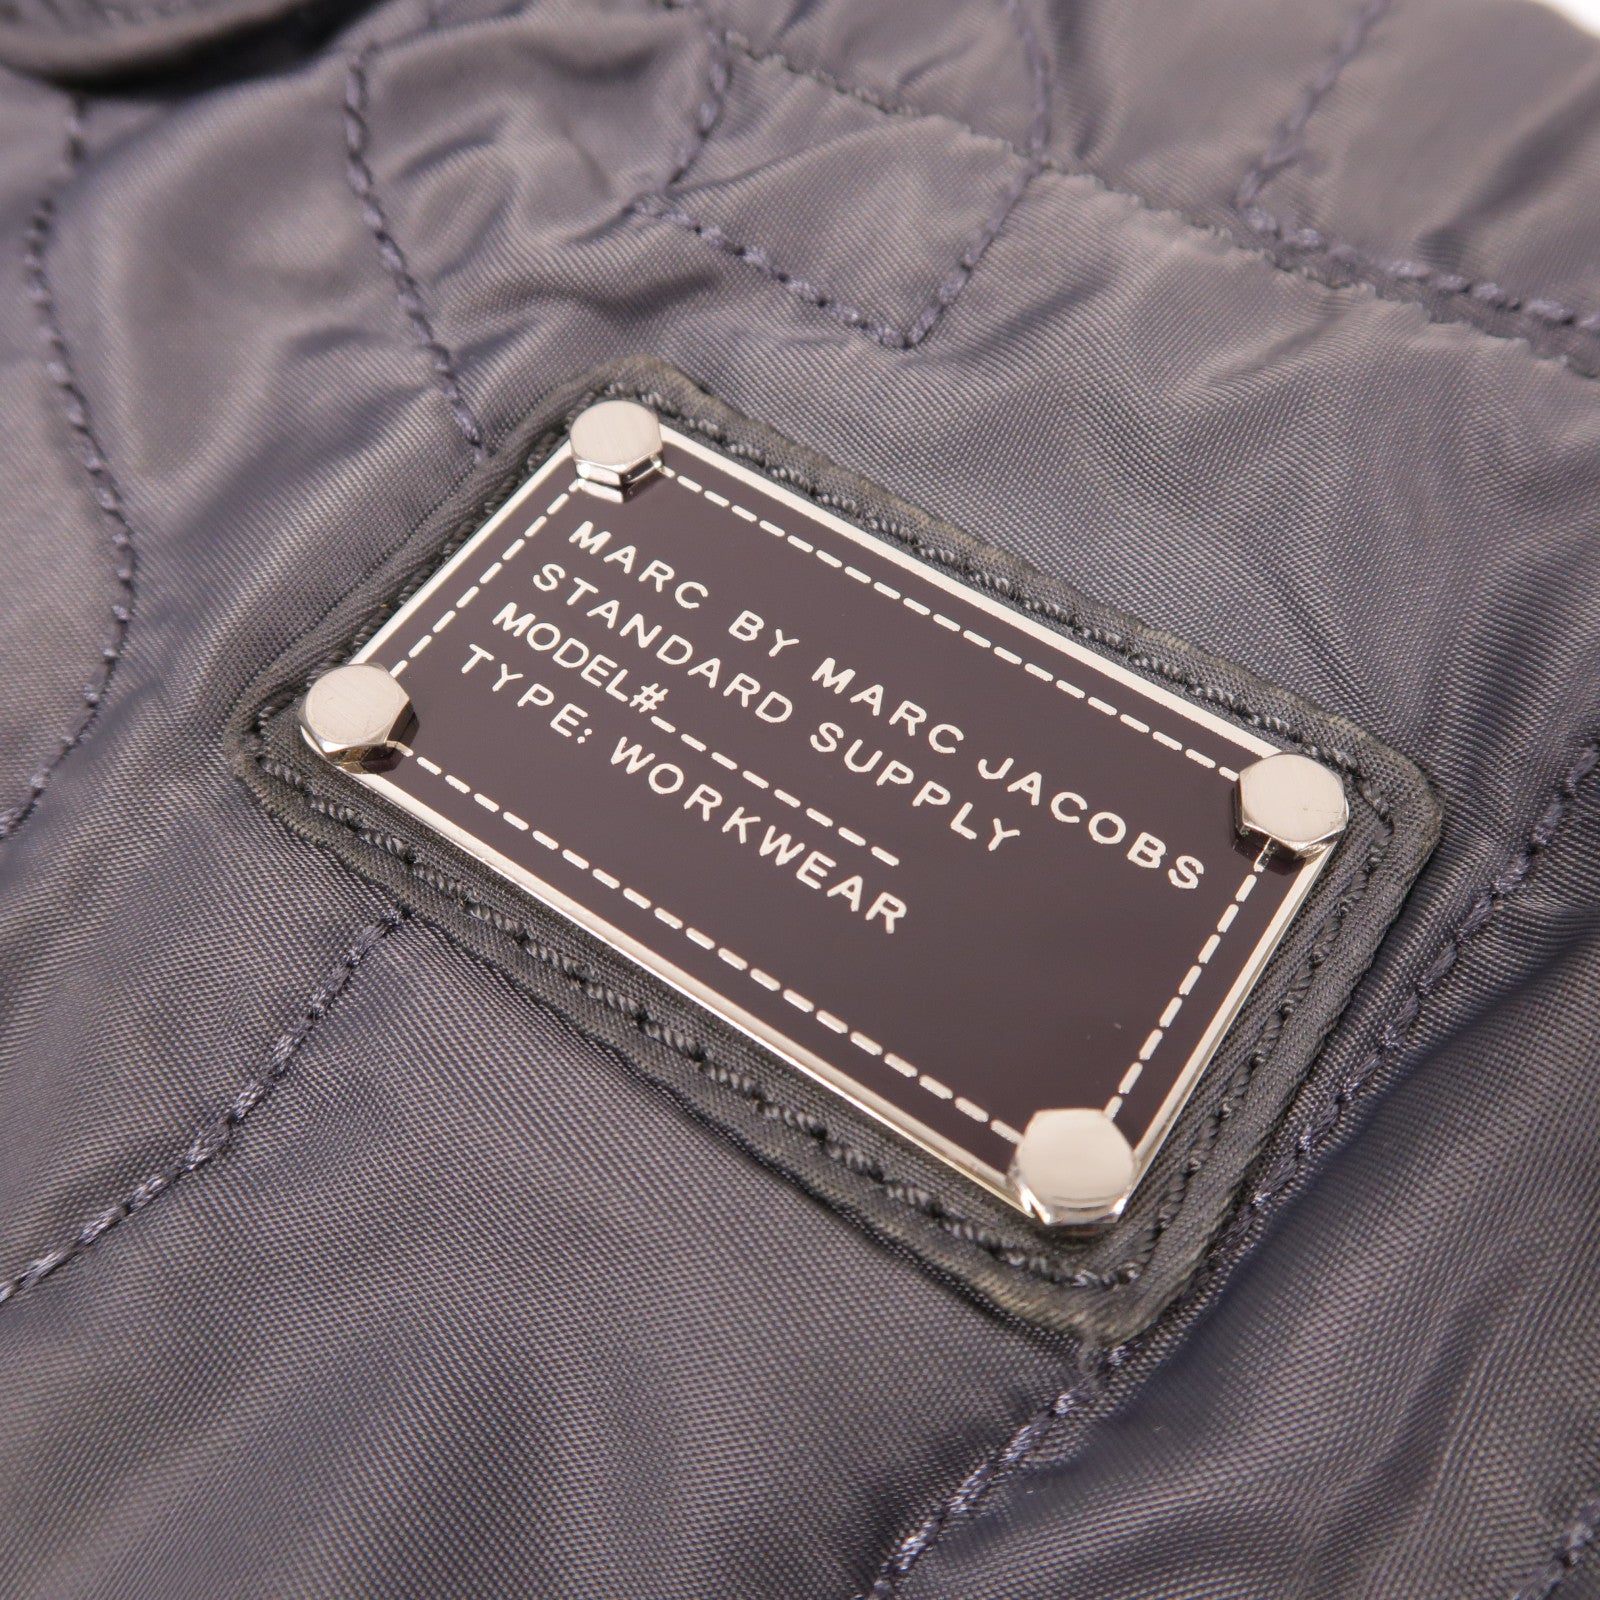 MARC BY MARC JACOBS
STANDARD SUPPLY
MODEL#_ _ _ _ _ _ _ _
TYPE: WORKWEAR